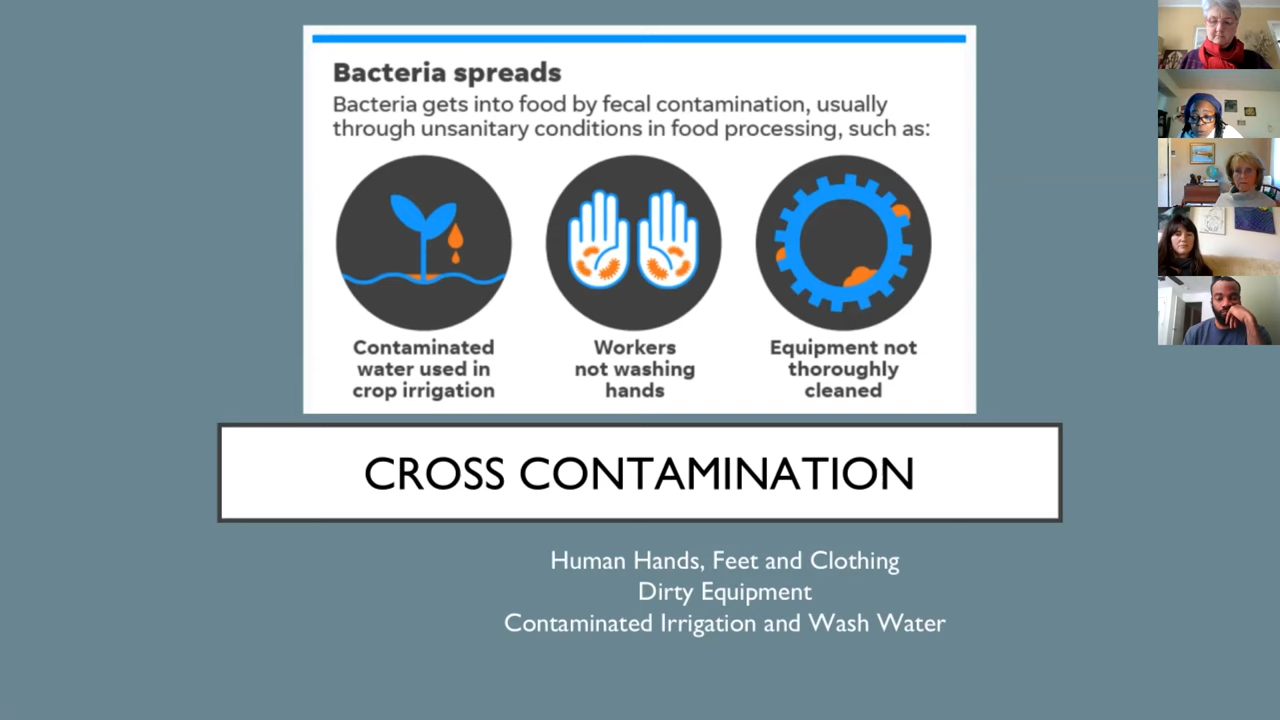 Bacteria spreads
Bacteria gets into food by fecal contamination, usually
through unsanitary conditions in food processing, such as:
Contaminated
water used in
crop irrigation
Workers
not washing
hands
Equipment not
thoroughly
cleaned
CROSS CONTAMINATION
Human Hands, Feet and Clothing
Dirty Equipment
Contaminated Irrigation and Wash Water